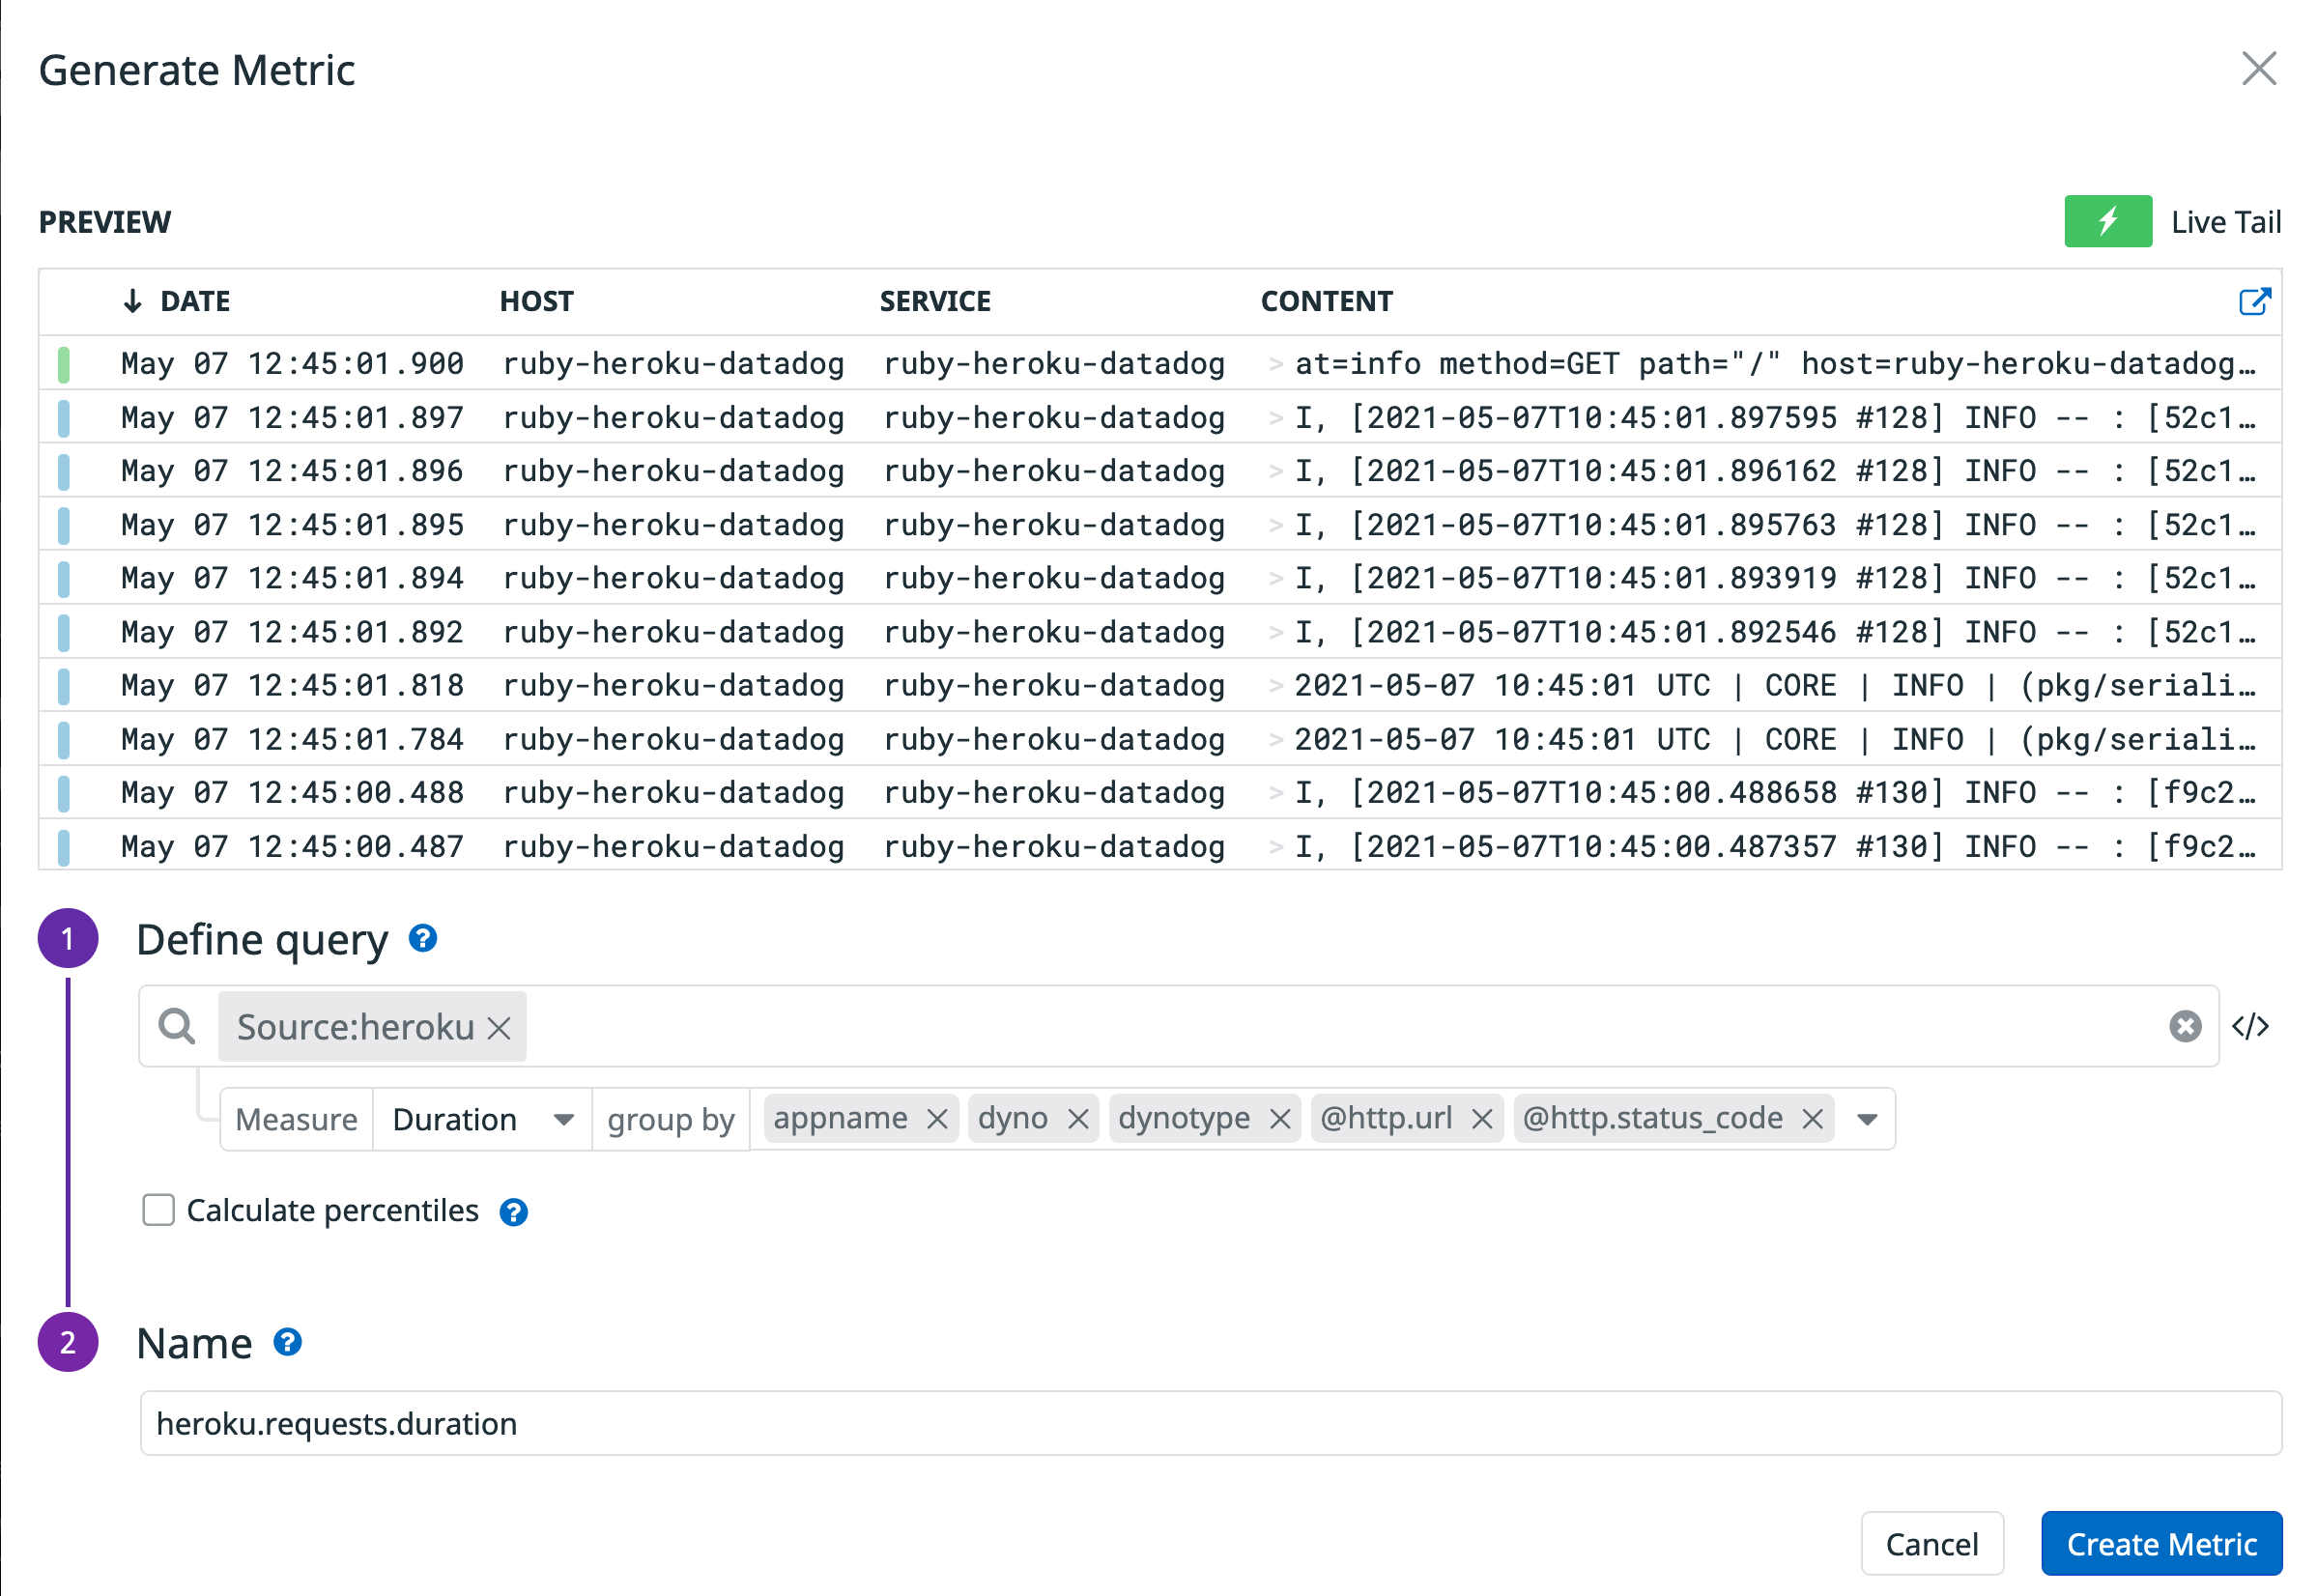 Generate Metric
PREVIEW
Live Tail
DATE HOST SERVICE CONTENT
May 07 12:45:01.900 ruby-heroku-datadog ruby-heroku-datadog > at=info method=GET path="/" host=ruby-heroku-datadog…
May 07 12:45:01.897 ruby-heroku-datadog ruby-heroku-datadog > I, [2021-05-07T10:45:01.897595 #128] INFO -- : [52c1…
May 07 12:45:01.896 ruby-heroku-datadog ruby-heroku-datadog > I, [2021-05-07T10:45:01.896162 #128] INFO -- : [52c1…
May 07 12:45:01.895 ruby-heroku-datadog ruby-heroku-datadog > I, [2021-05-07T10:45:01.895763 #128] INFO -- : [52c1…
May 07 12:45:01.894 ruby-heroku-datadog ruby-heroku-datadog > I, [2021-05-07T10:45:01.893919 #128] INFO -- : [52c1…
May 07 12:45:01.892 ruby-heroku-datadog ruby-heroku-datadog > I, [2021-05-07T10:45:01.892546 #128] INFO -- : [52c1…
May 07 12:45:01.818 ruby-heroku-datadog ruby-heroku-datadog > 2021-05-07 10:45:01 UTC | CORE | INFO | (pkg/seriali…
May 07 12:45:01.784 ruby-heroku-datadog ruby-heroku-datadog > 2021-05-07 10:45:01 UTC | CORE | INFO | (pkg/seriali…
May 07 12:45:00.488 ruby-heroku-datadog ruby-heroku-datadog > I, [2021-05-07T10:45:00.488658 #130] INFO -- : [f9c2…
May 07 12:45:00.487 ruby-heroku-datadog ruby-heroku-datadog > I, [2021-05-07T10:45:00.487357 #130] INFO -- : [f9c2…
1 Define query ?
Source:heroku
</>
Measure Duration group by appname dyno dynotype @http.url @http.status_code
Calculate percentiles ?
2 Name ?
heroku.requests.duration
Cancel Create Metric